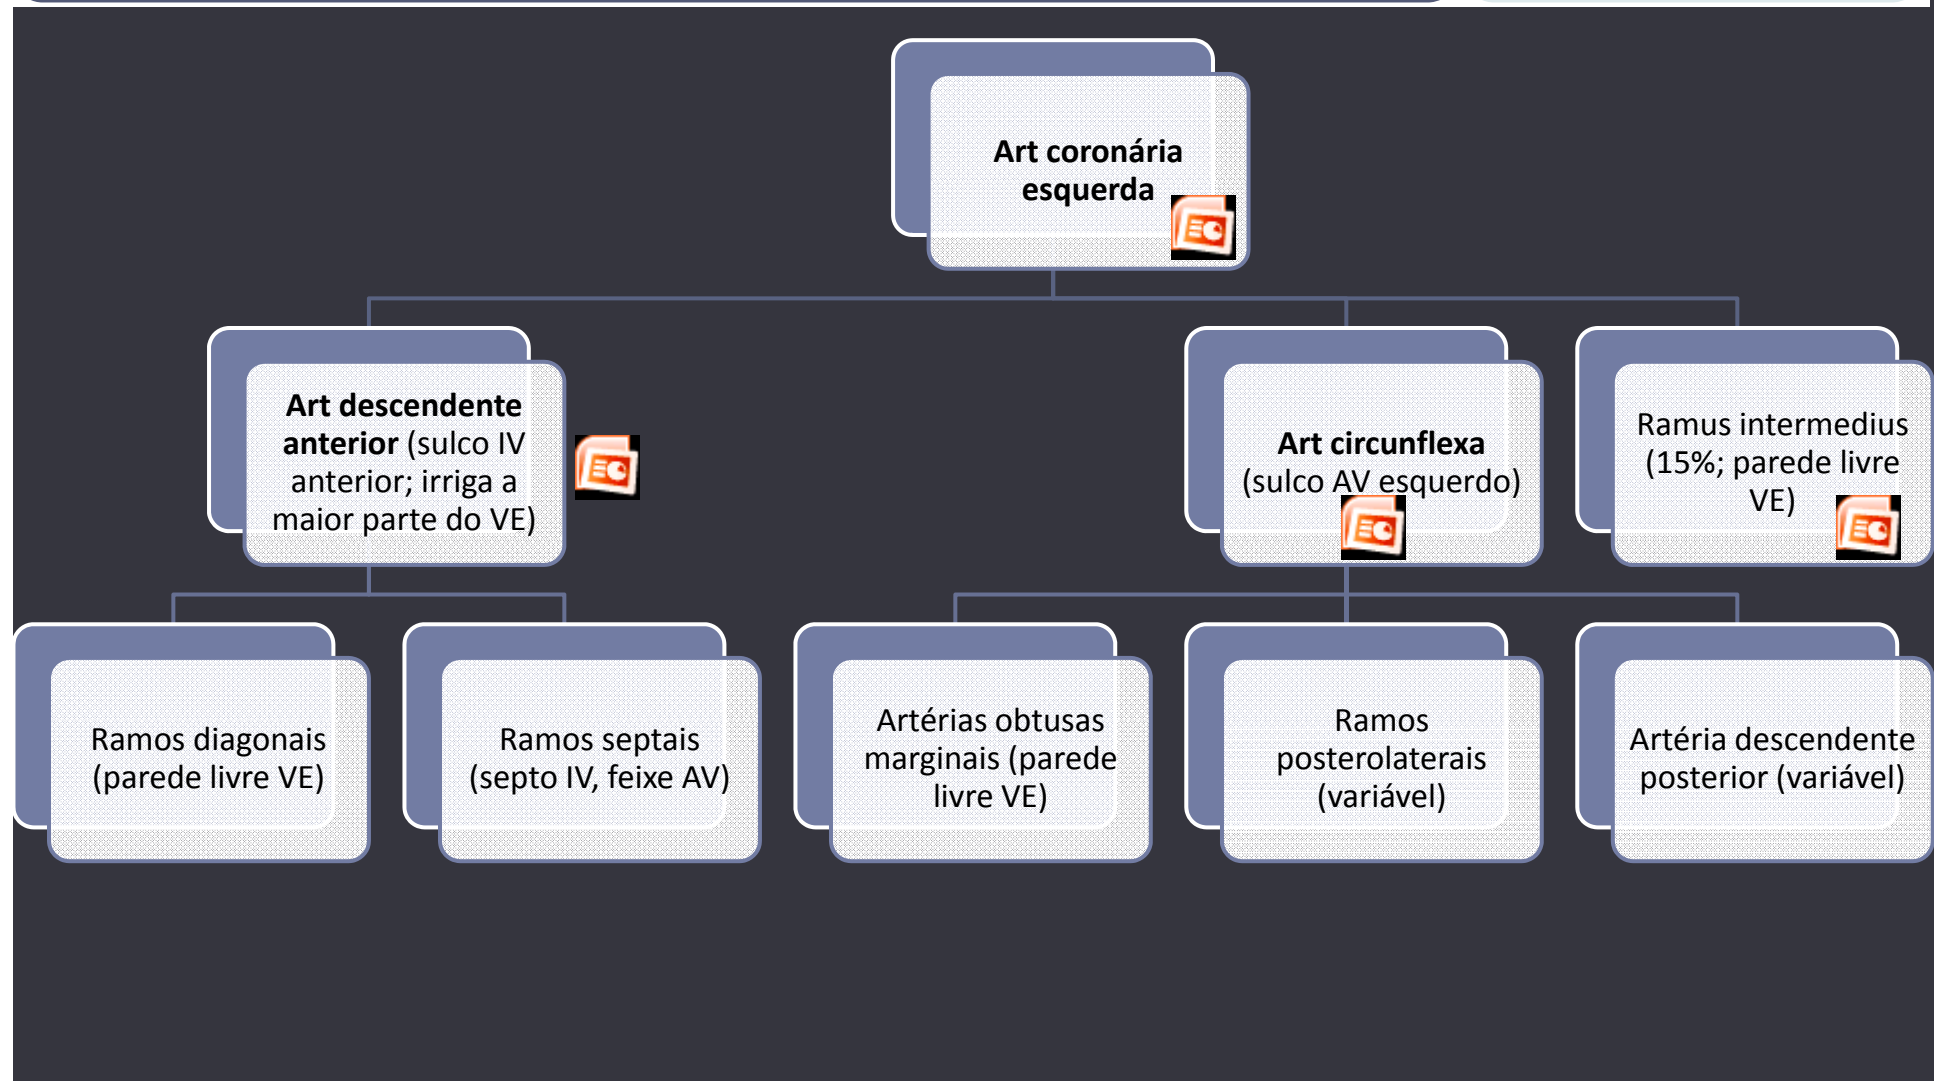 Art coronária
esquerda
Art descendente
anterior (sulco IV
anterior; irriga a
maior parte do VE)
Art circunflexa
(sulco AV esquerdo)
Ramus intermedius
(15%; parede livre
VE)
Ramos diagonais
(parede livre VE)
Ramos septais
(septo IV, feixe AV)
Artérias obtusas
marginais (parede
livre VE)
Ramos
posterolaterais
(variável)
Artéria descendente
posterior (variável)